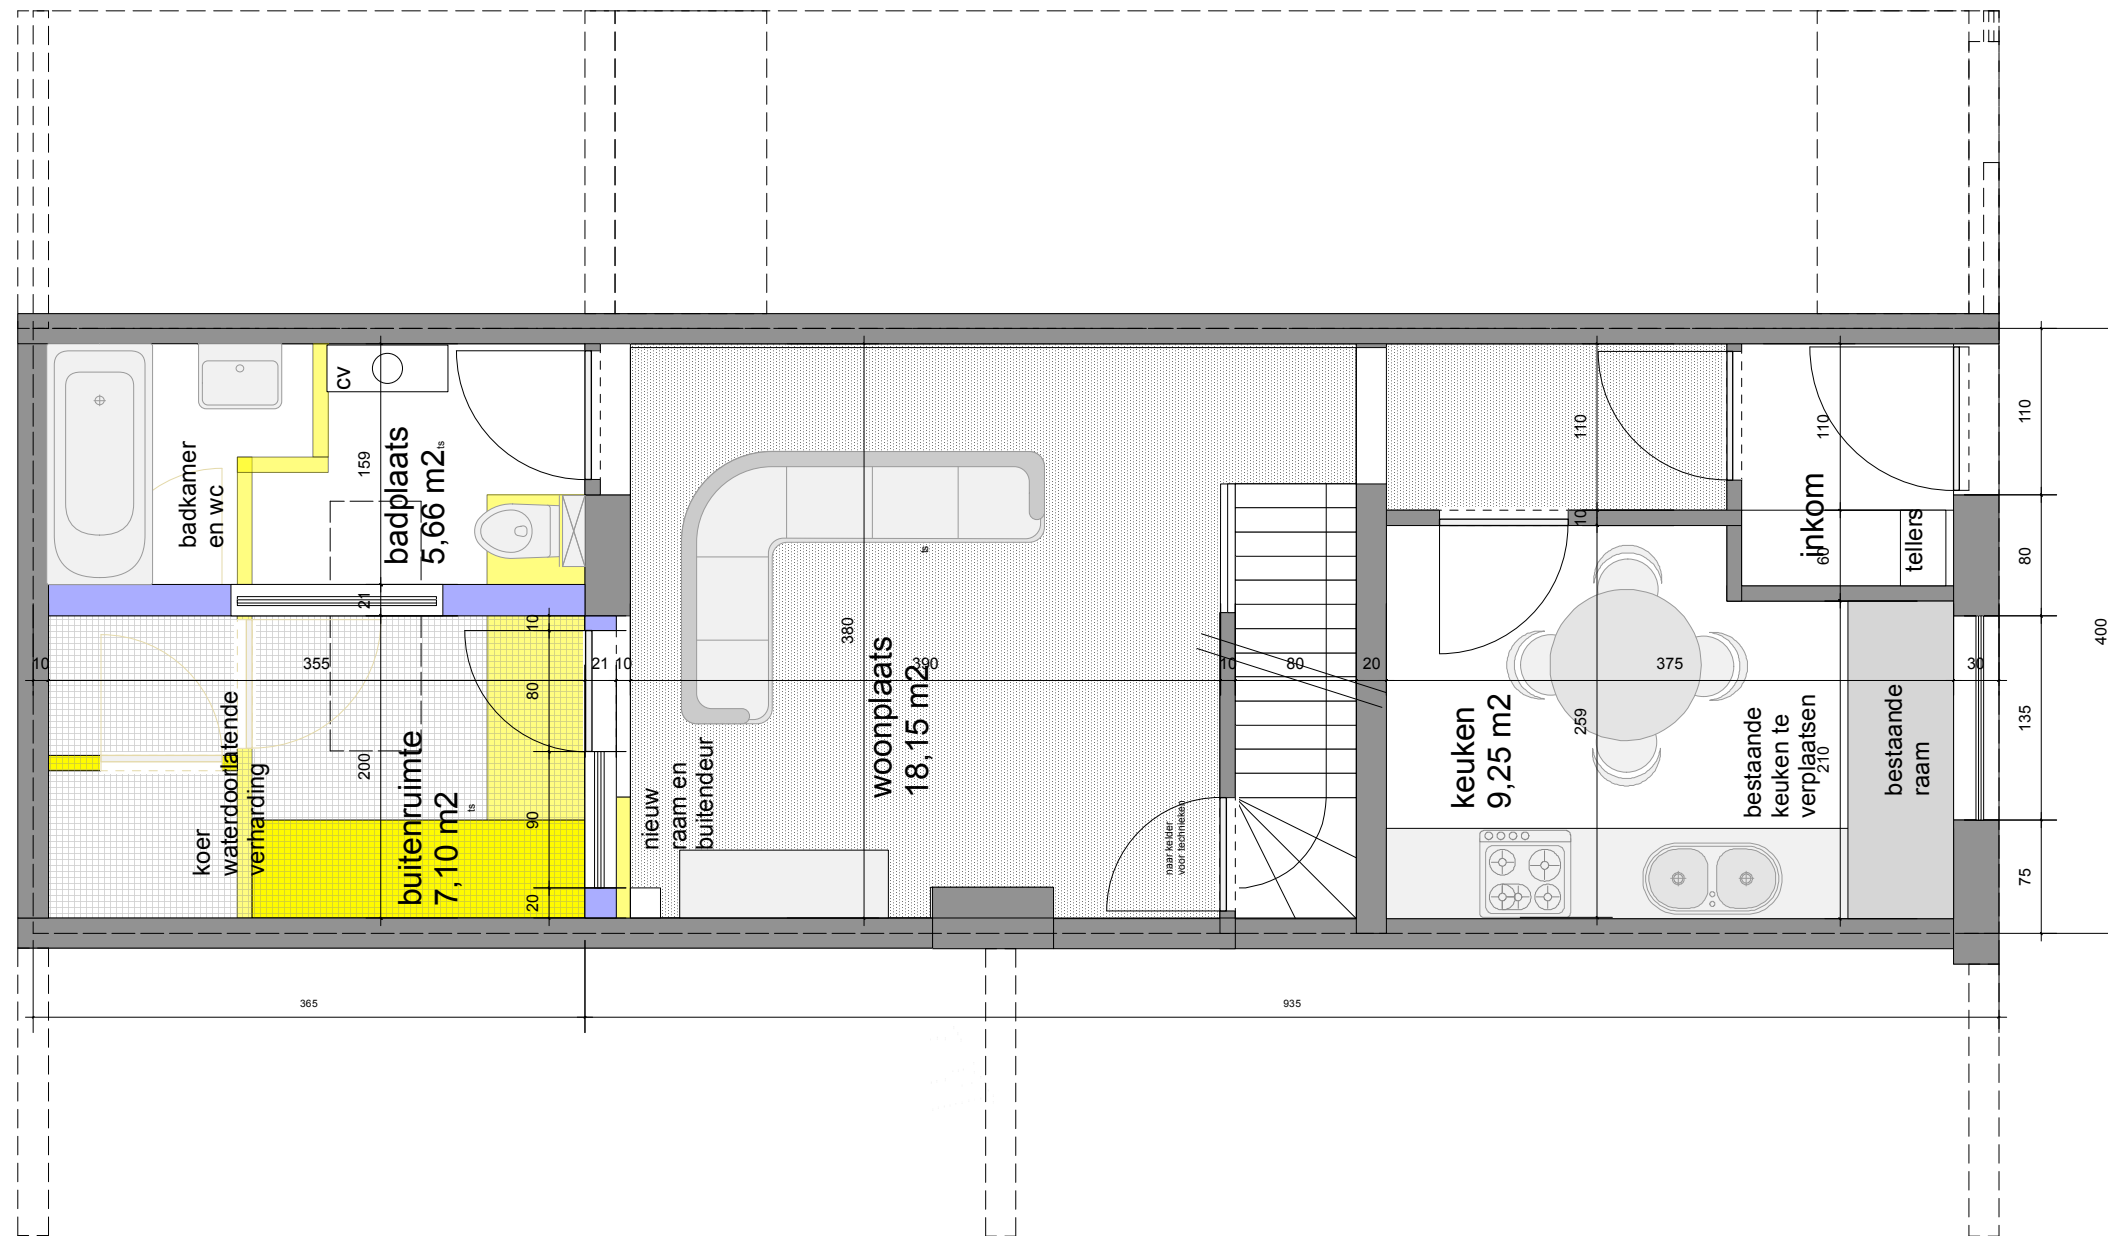 badkamer
en wc
cv
badplaats
5,66 m2
ts
159
21
10
355
21
10
390
10
80
20
375
30
koer
waterdoorlatende
verharding
buitenruimte
7,10 m2
ts
200
10
80
90
20
nieuw
raam en
buitendeur
woonplaats
18,15 m2
ts
380
naar kelder
voor technieken
keuken
9,25 m2
259
110
10
110
60
inkom
tellers
bestaande
keuken te
verplaatsen
210
bestaande
raam
110
80
135
75
400
365
935